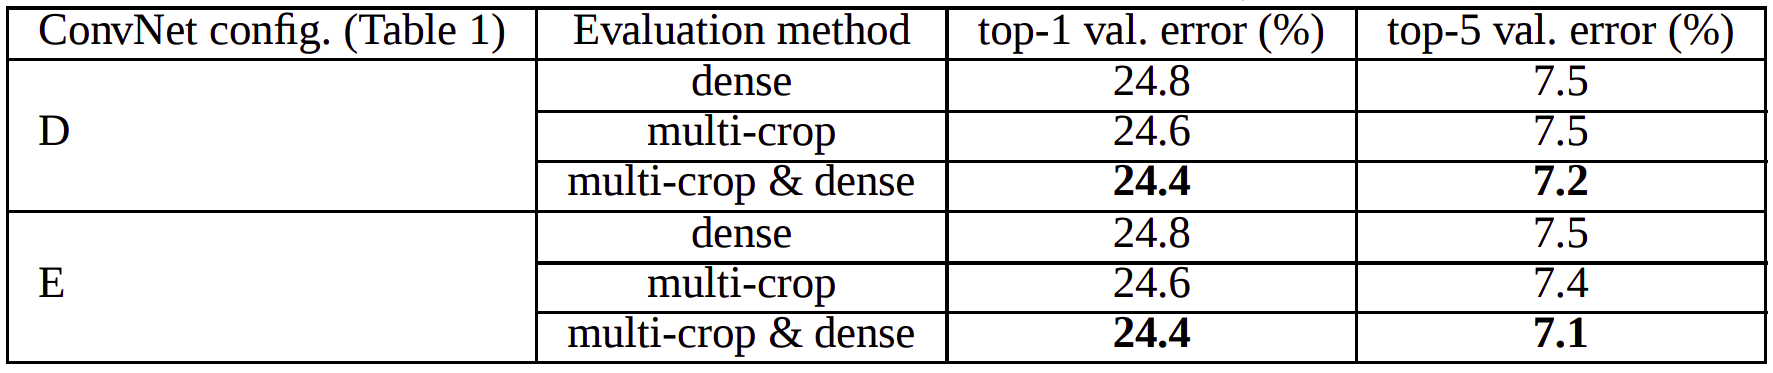 ConvNet config. (Table 1) Evaluation method top-1 val. error (%) top-5 val. error (%)
dense 24.8 7.5
D multi-crop 24.6 7.5
multi-crop & dense 24.4 7.2
dense 24.8 7.5
E multi-crop 24.6 7.4
multi-crop & dense 24.4 7.1